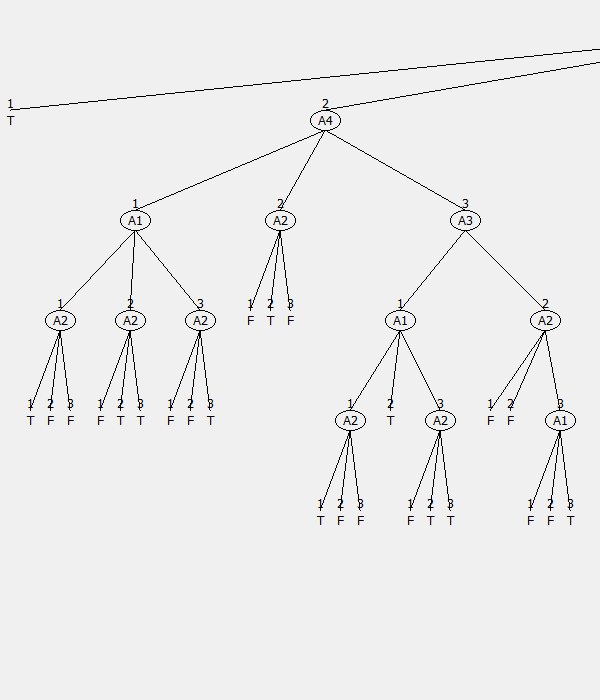 1 2
T A4
1 2 3
A1 A2 A3
1 2 3 1 2 3 1 2
A2 A2 A2 F T F A1 A2
1 2 3 1 2 3 1 2 3 1 2 3 1 2 3
T F F F T T F F T A2 T A2 F F A1
1 2 3 1 2 3 1 2 3
T F F F T T F F T